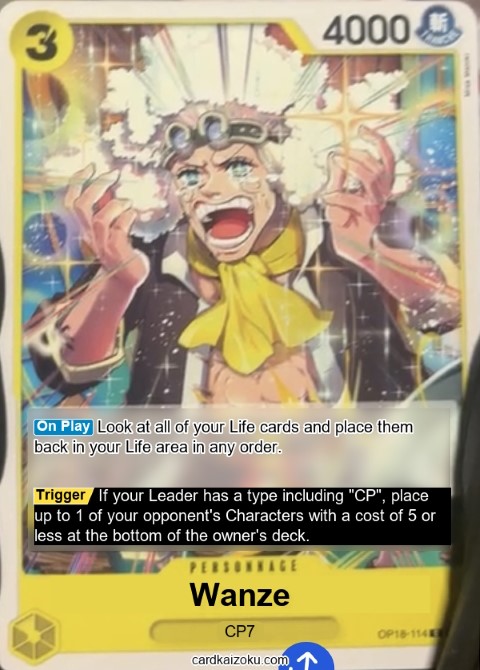 3
4000
斬
On Play Look at all of your Life cards and place them
back in your Life area in any order.
Trigger If your Leader has a type including "CP", place
up to 1 of your opponent's Characters with a cost of 5 or
less at the bottom of the owner's deck.
PERSONNAGE
Wanze
CP7
OP18-114
cardkaizoku.com